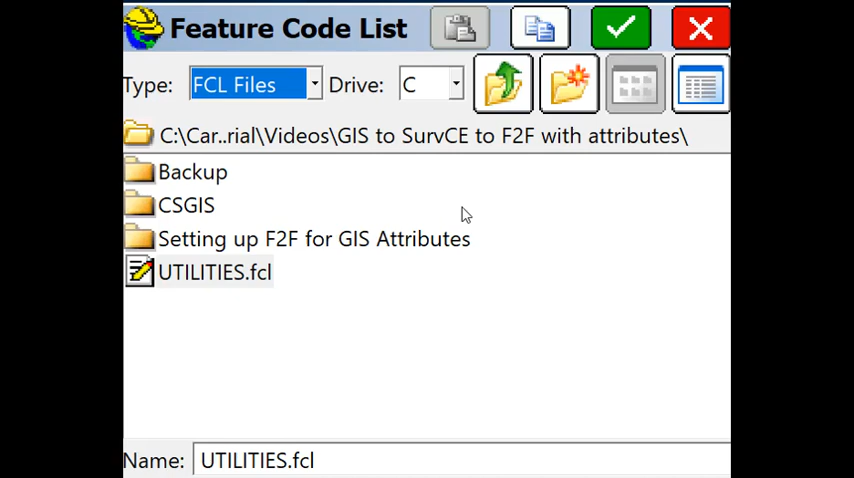 Feature Code List
Type: FCL Files Drive: C
C:\Car..rial\Videos\GIS to SurvCE to F2F with attributes\
Backup
CSGIS
Setting up F2F for GIS Attributes
UTILITIES.fcl
Name: UTILITIES.fcl